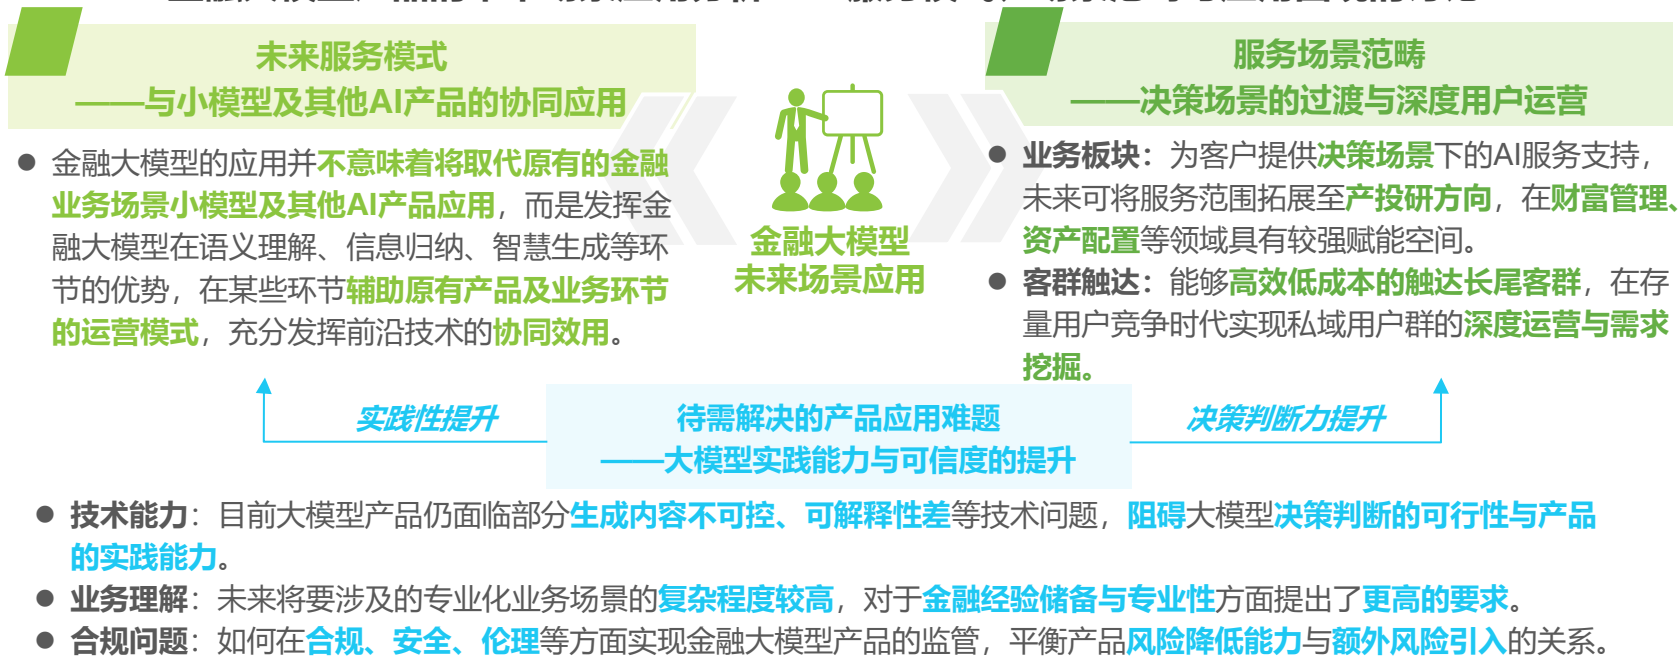 未来服务模式
——与小模型及其他AI产品的协同应用
● 金融大模型的应用并不意味着将取代原有的金融
业务场景小模型及其他AI产品应用，而是发挥金
融大模型在语义理解、信息归纳、智慧生成等环
节的优势，在某些环节辅助原有产品及业务环节
的运营模式，充分发挥前沿技术的协同效用。
金融大模型
未来场景应用
服务场景范畴
——决策场景的过渡与深度用户运营
● 业务板块：为客户提供决策场景下的AI服务支持，
未来可将服务范围拓展至产投研方向，在财富管理、
资产配置等领域具有较强赋能空间。
● 客群触达：能够高效低成本的触达长尾客群，在存
量用户竞争时代实现私域用户群的深度运营与需求
挖掘。
实践性提升
待需解决的产品应用难题
——大模型实践能力与可信度的提升
决策判断力提升
● 技术能力：目前大模型产品仍面临部分生成内容不可控、可解释性差等技术问题，阻碍大模型决策判断的可行性与产品
的实践能力。
● 业务理解：未来将要涉及的专业化业务场景的复杂程度较高，对于金融经验储备与专业性方面提出了更高的要求。
● 合规问题：如何在合规、安全、伦理等方面实现金融大模型产品的监管，平衡产品风险降低能力与额外风险引入的关系。